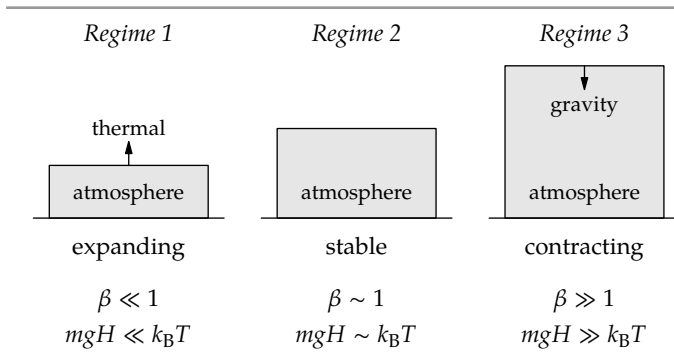 Regime 1 Regime 2 Regime 3
gravity
thermal
atmosphere atmosphere atmosphere
expanding stable contracting
β ≪ 1 β ∼ 1 β ≫ 1
mgH ≪ k_BT mgH ∼ k_BT mgH ≫ k_BT